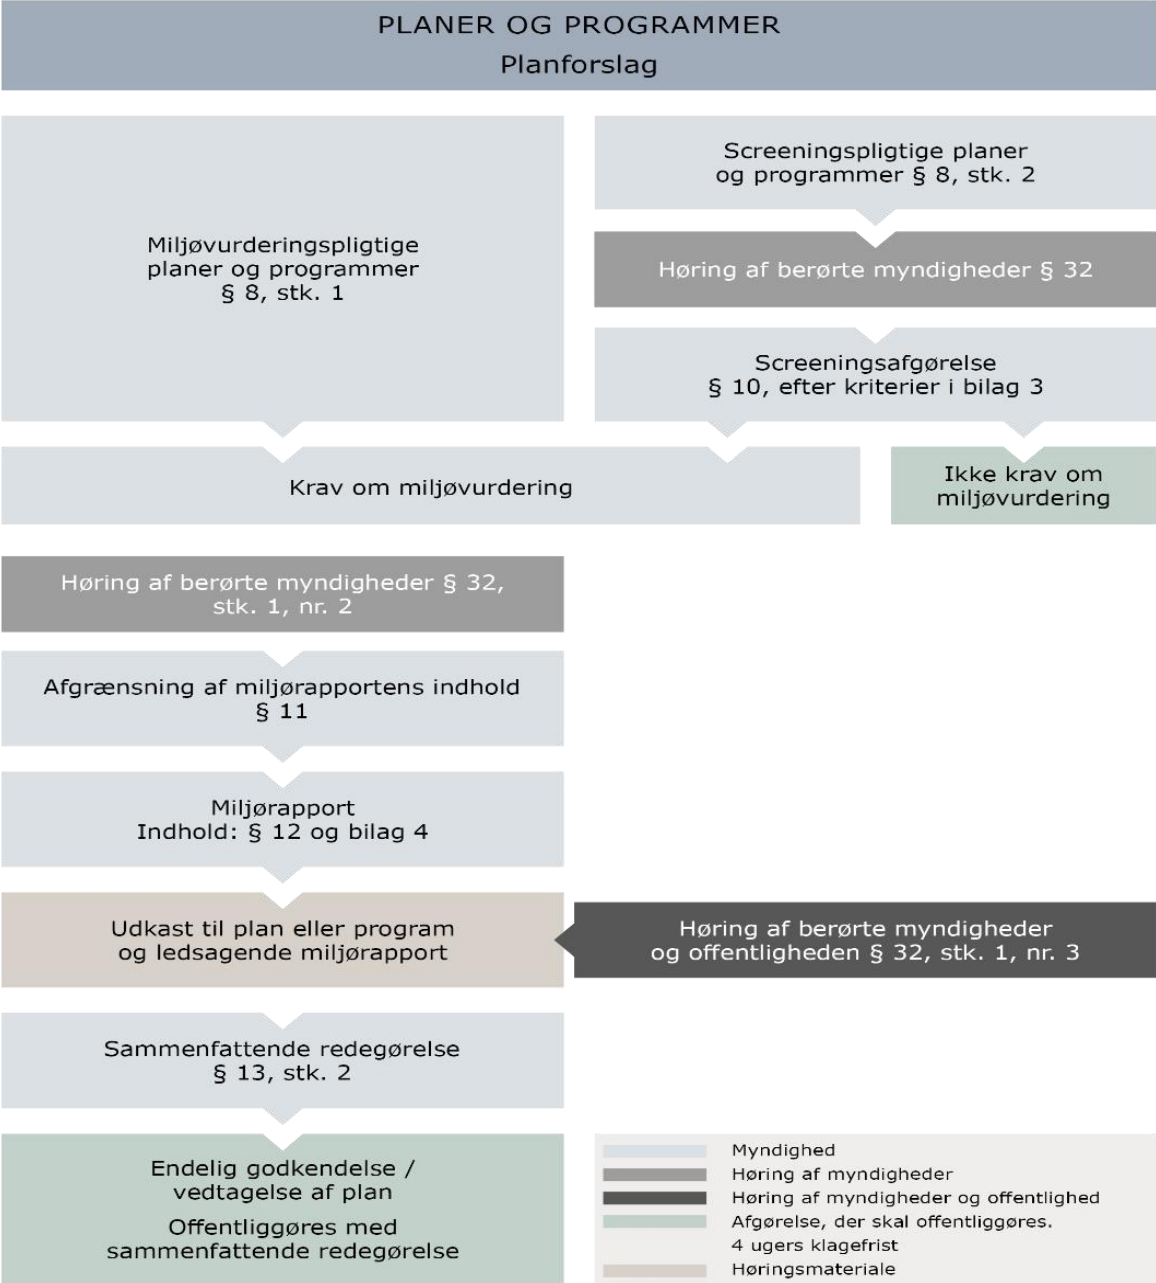 PLANER OG PROGRAMMER
Planforslag
Miljøvurderingspligtige
planer og programmer
§ 8, stk. 1
Screeningspligtige planer
og programmer § 8, stk. 2
Høring af berørte myndigheder § 32
Screeningsafgørelse
§ 10, efter kriterier i bilag 3
Krav om miljøvurdering
Ikke krav om
miljøvurdering
Høring af berørte myndigheder § 32,
stk. 1, nr. 2
Afgrænsning af miljørapportens indhold
§ 11
Miljørapport
Indhold: § 12 og bilag 4
Udkast til plan eller program
og ledsagende miljørapport
Høring af berørte myndigheder
og offentligheden § 32, stk. 1, nr. 3
Sammenfattende redegørelse
§ 13, stk. 2
Endelig godkendelse /
vedtagelse af plan
Offentliggøres med
sammenfattende redegørelse
Myndighed
Høring af myndigheder
Høring af myndigheder og offentlighed
Afgørelse, der skal offentliggøres.
4 ugers klagefrist
Høringsmateriale